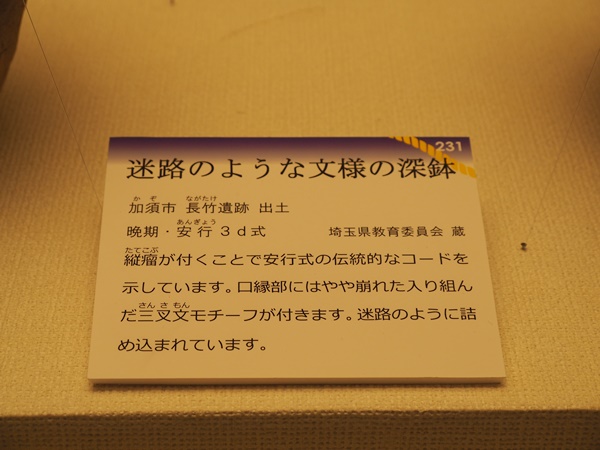 231
迷路のような文様の深鉢
かぞ ながたけ
加須市 長竹遺跡 出土
あんぎょう
晩期・安行3d式 埼玉県教育委員会 蔵
たてこぶ
縦瘤が付くことで安行式の伝統的なコードを
示しています。口縁部にはやや崩れた入り組ん
さんさもん
だ三叉文モチーフが付きます。迷路のように詰
め込まれています。